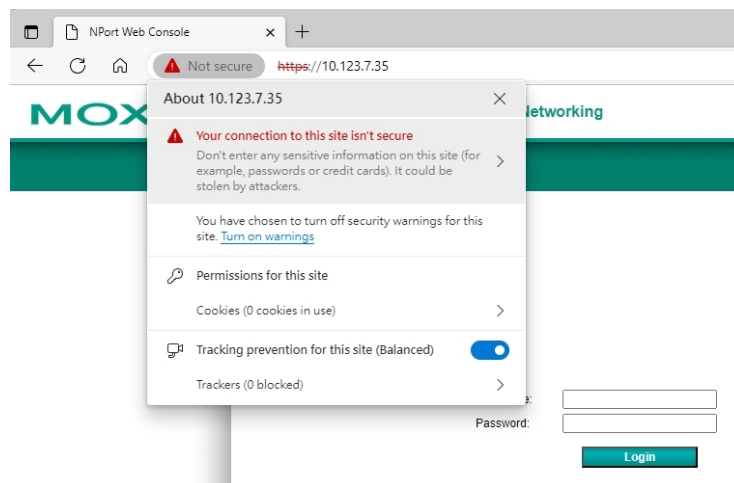 NPort Web Console
Not secure https://10.123.7.35
MOX
Networking
About 10.123.7.35
Your connection to this site isn't secure
Don't enter any sensitive information on this site (for
example, passwords or credit cards). It could be
stolen by attackers.
You have chosen to turn off security warnings for this
site. Turn on warnings
Permissions for this site
Cookies (0 cookies in use)
Tracking prevention for this site (Balanced)
Trackers (0 blocked)
e:
Password:
Login